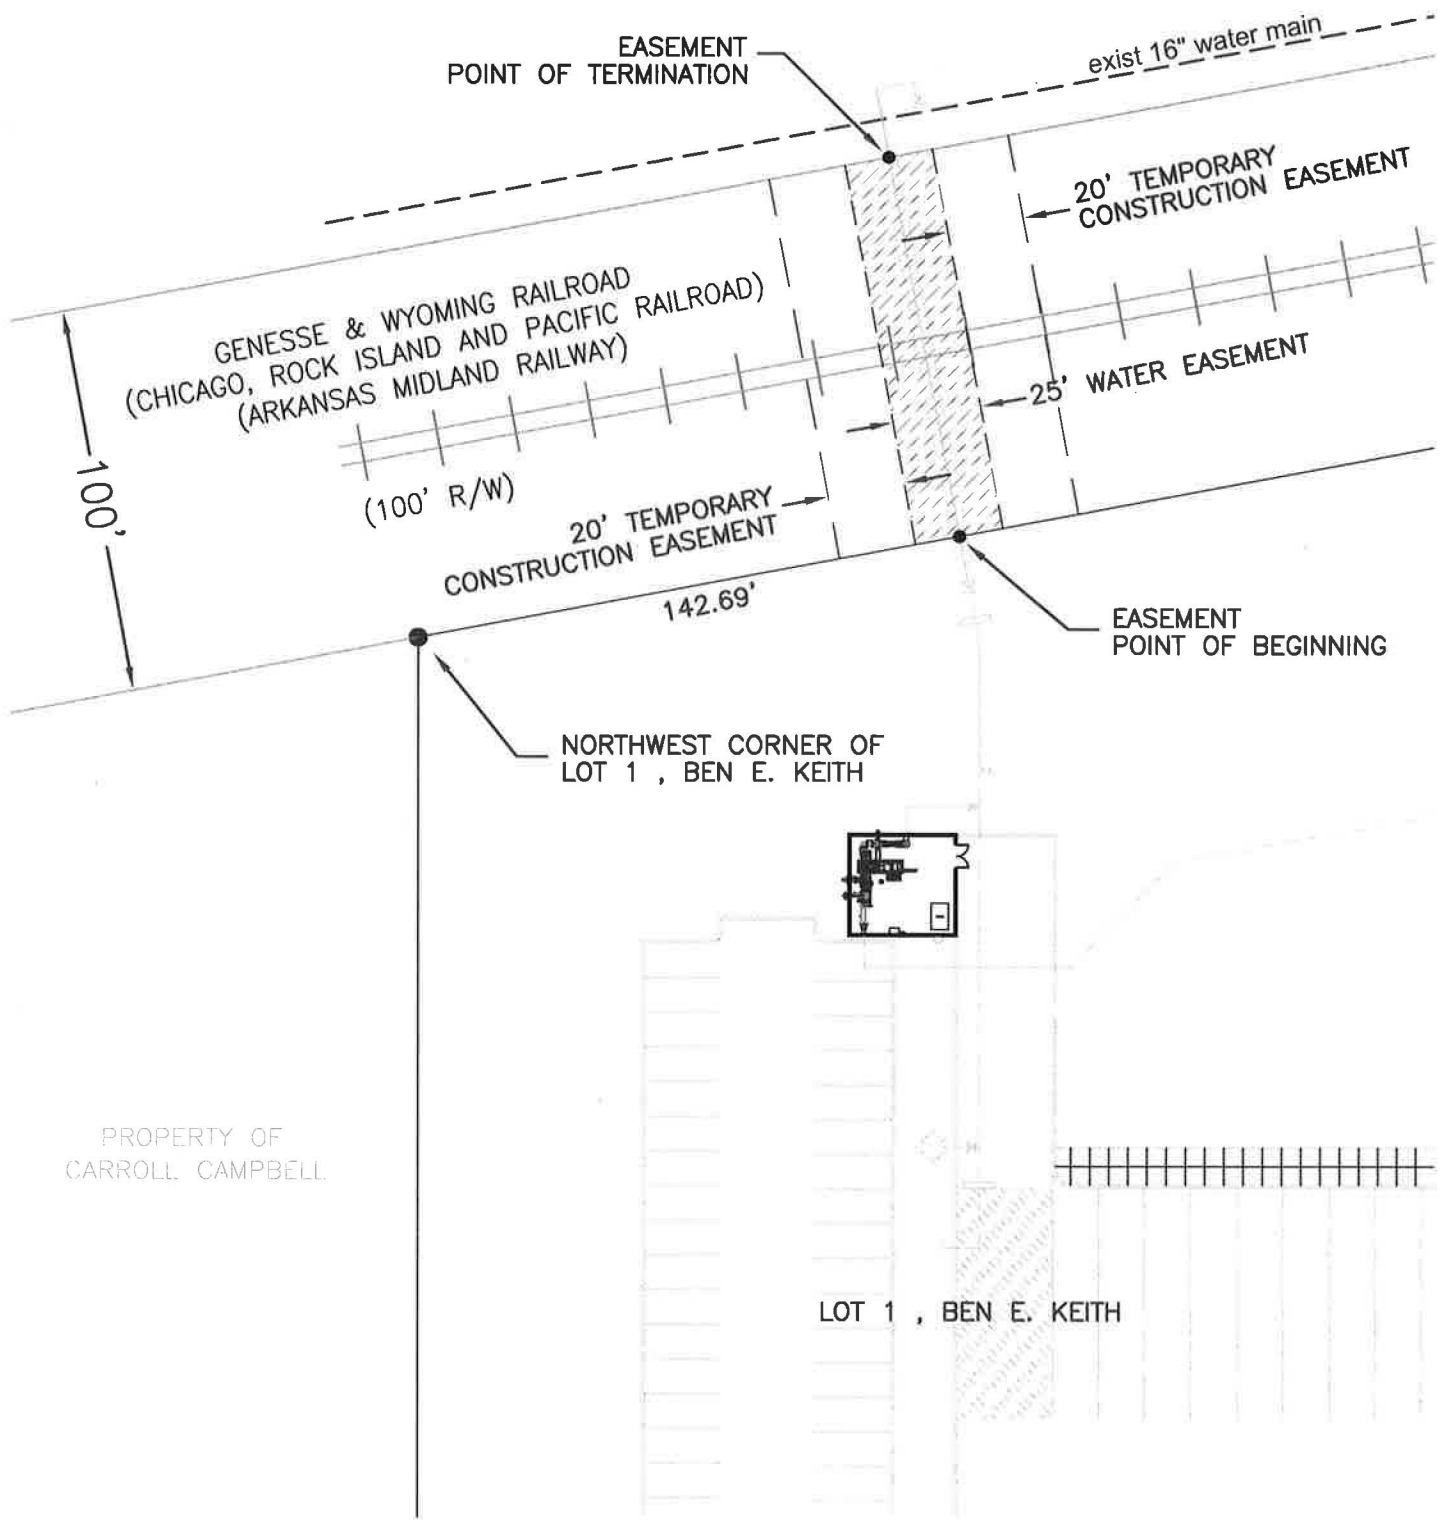 EASEMENT
POINT OF TERMINATION
exist 16" water main
20' TEMPORARY
CONSTRUCTION EASEMENT
GENESSE & WYOMING RAILROAD
(CHICAGO, ROCK ISLAND AND PACIFIC RAILROAD)
(ARKANSAS MIDLAND RAILWAY)
25' WATER EASEMENT
100'
(100' R/W)
20' TEMPORARY
CONSTRUCTION EASEMENT
142.69'
EASEMENT
POINT OF BEGINNING
NORTHWEST CORNER OF
LOT 1 , BEN E. KEITH
PROPERTY OF
CARROLL CAMPBELL
LOT 1 , BEN E. KEITH